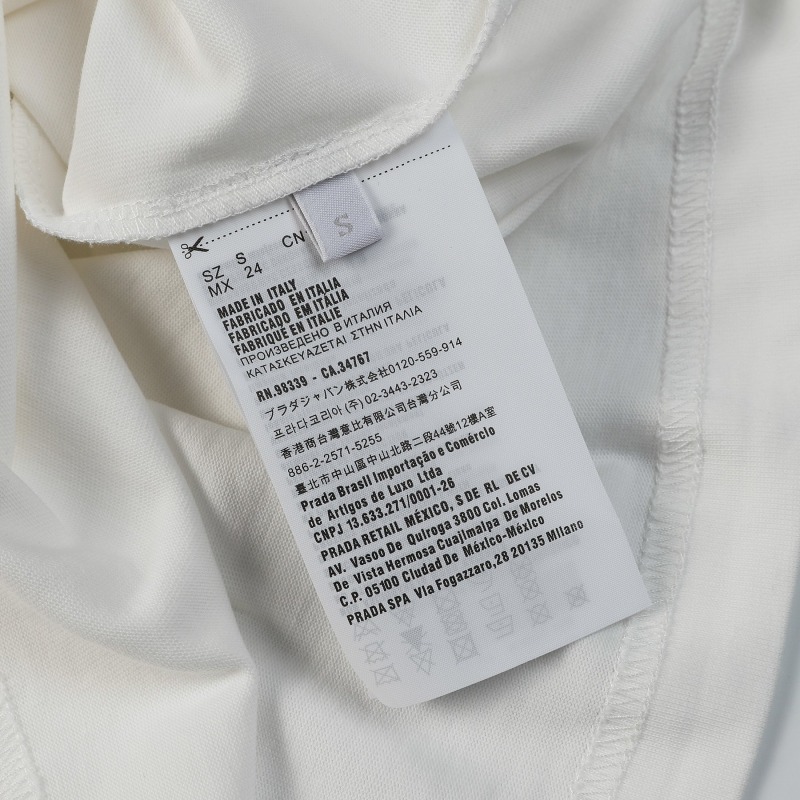 S
SZ S CN
MX 24
MADE IN ITALY
FABRICADO EN ITALIA
FABRICADO EM ITÁLIA
FABRIQUÉ EN ITALIE
ПРОИЗВЕДЕНО В ИТАЛИЯ
ΚΑΤΑΣΚΕΥΑΖΕΤΑΙ ΣΤΗΝ ΙΤΑΛΙΑ
RN.98339 - CA.34767
プラダジャパン株式会社0120-559-914
프라다코리아 (주) 02-3443-2323
香港商台灣意比有限公司台灣分公司
886-2-2571-5255
臺北市中山區中山北路二段44號12樓A室
Prada Brasil Importação e Comércio
de Artigos de Luxo Ltda
CNPJ 13.633.271/0001-26
PRADA RETAIL MÉXICO, S DE RL DE CV
AV. Vasco De Quiroga 3800 Col. Lomas
De Vista Hermosa Cuajimalpa De Morelos
C.P. 05100 Ciudad De México-México
PRADA SPA Via Fogazzaro,28 20135 Milano